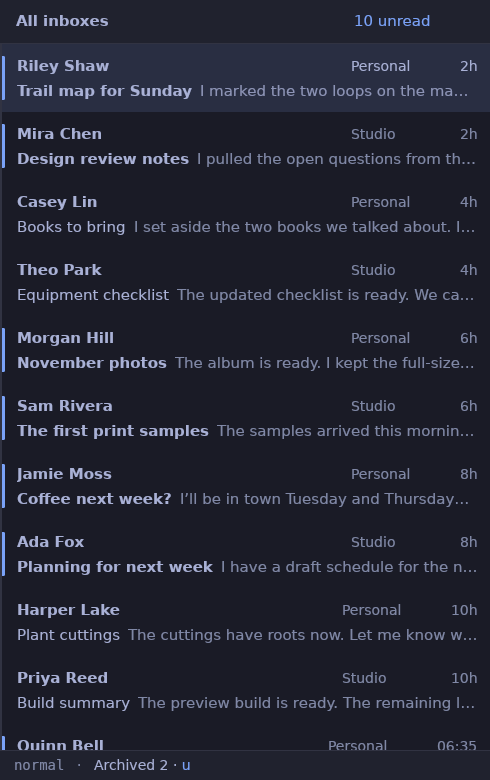 All inboxes 10 unread
Riley Shaw Personal 2h
Trail map for Sunday I marked the two loops on the ma…
Mira Chen Studio 2h
Design review notes I pulled the open questions from th…
Casey Lin Personal 4h
Books to bring I set aside the two books we talked about. I…
Theo Park Studio 4h
Equipment checklist The updated checklist is ready. We ca…
Morgan Hill Personal 6h
November photos The album is ready. I kept the full-size…
Sam Rivera Studio 6h
The first print samples The samples arrived this mornin…
Jamie Moss Personal 8h
Coffee next week? I’ll be in town Tuesday and Thursday…
Ada Fox Studio 8h
Planning for next week I have a draft schedule for the n…
Harper Lake Personal 10h
Plant cuttings The cuttings have roots now. Let me know w…
Priya Reed Studio 10h
Build summary The preview build is ready. The remaining l…
Quinn Bell Personal 06:35
normal · Archived 2 · u